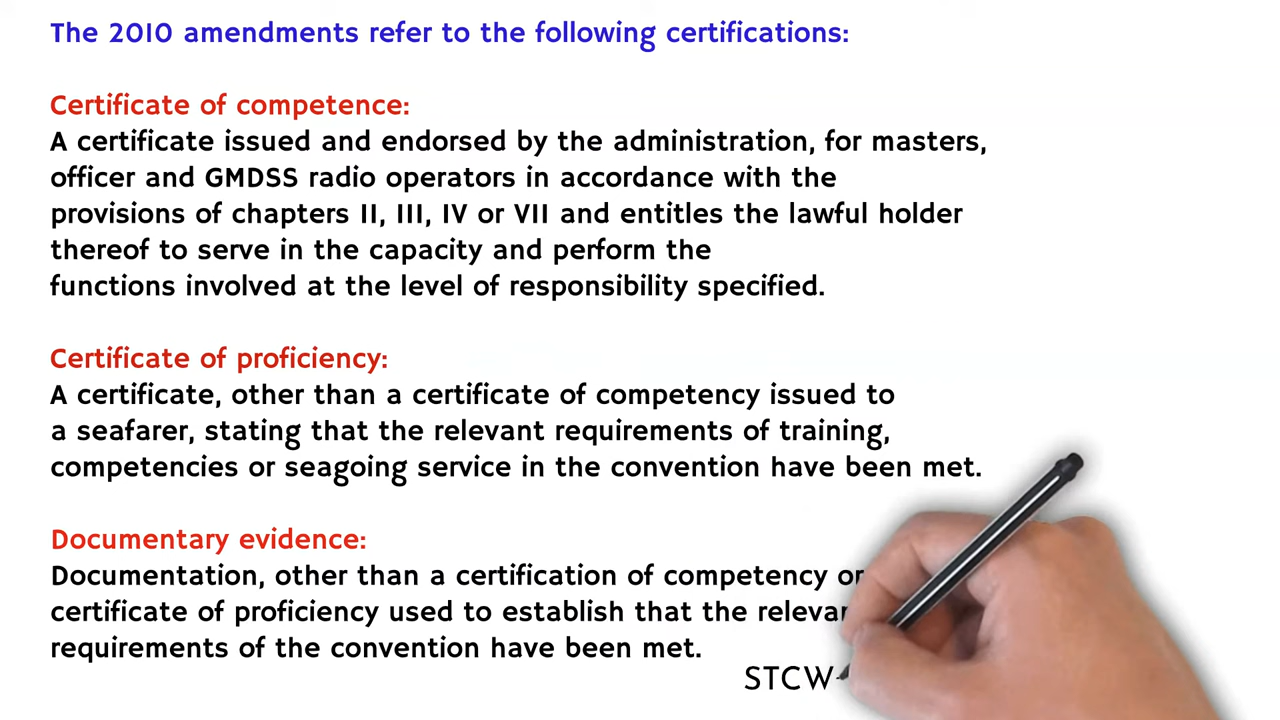 The 2010 amendments refer to the following certifications:
Certificate of competence:
A certificate issued and endorsed by the administration, for masters,
officer and GMDSS radio operators in accordance with the
provisions of chapters II, III, IV or VII and entitles the lawful holder
thereof to serve in the capacity and perform the
functions involved at the level of responsibility specified.
Certificate of proficiency:
A certificate, other than a certificate of competency issued to
a seafarer, stating that the relevant requirements of training,
competencies or seagoing service in the convention have been met.
Documentary evidence:
Documentation, other than a certification of competency or
certificate of proficiency used to establish that the
requirements of the convention have been met.
STCW